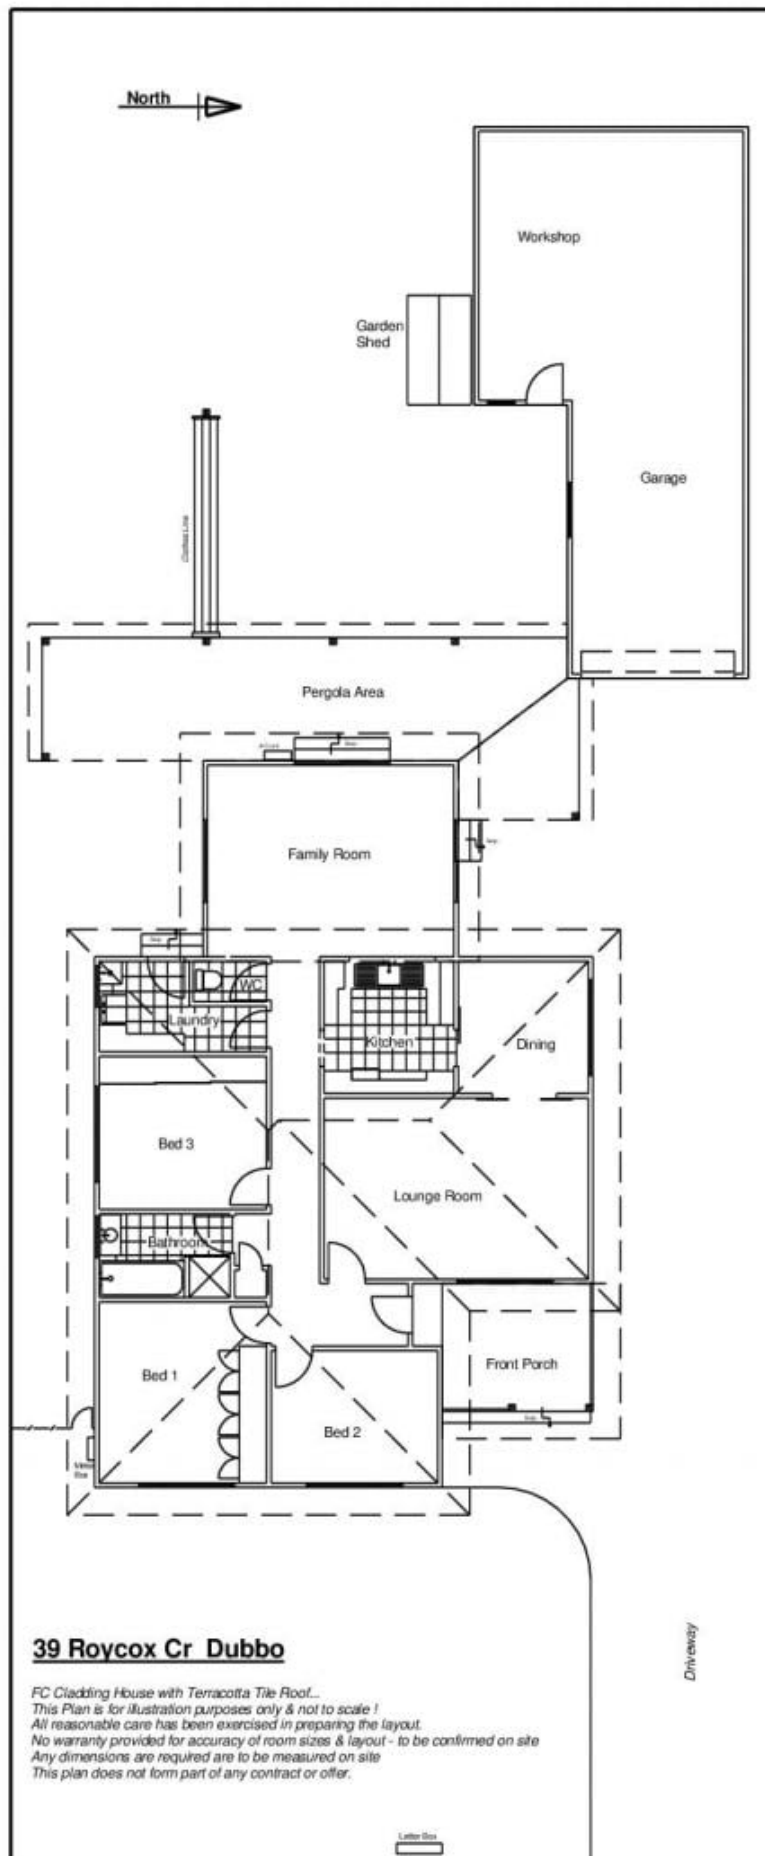 North
Workshop
Garden
Shed
Garage
Clothes Line
Pergola Area
Family Room
WC
Laundry
Kitchen
Dining
Bed 3
Lounge Room
Bathroom
Bed 1
Bed 2
Front Porch
39 Roycox Cr Dubbo
Driveway
FC Cladding House with Terracotta Tile Roof...
This Plan is for illustration purposes only & not to scale !
All reasonable care has been exercised in preparing the layout.
No warranty provided for accuracy of room sizes & layout - to be confirmed on site
Any dimensions are required are to be measured on site
This plan does not form part of any contract or offer.
Letter Box